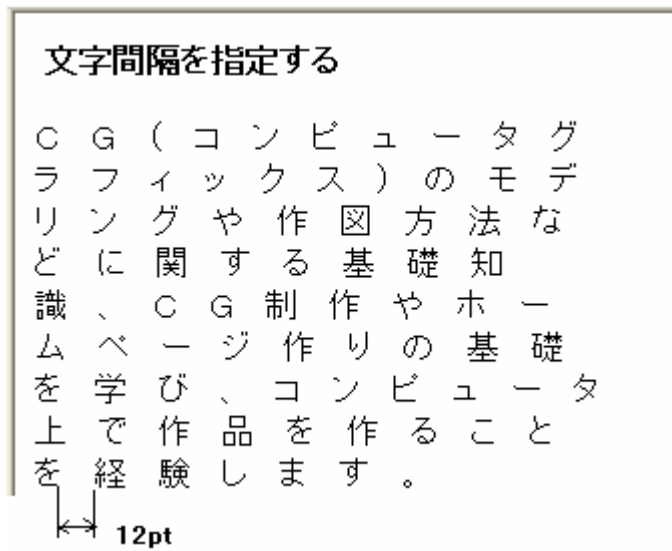 文字間隔を指定する
CG(コンピュータグ
ラフィックス)のモデ
リングや作図方法な
どに関する基礎知
識、CG制作やホー
ムページ作りの基礎
を学び、コンピュータ
上で作品を作ること
を経験します。
12pt